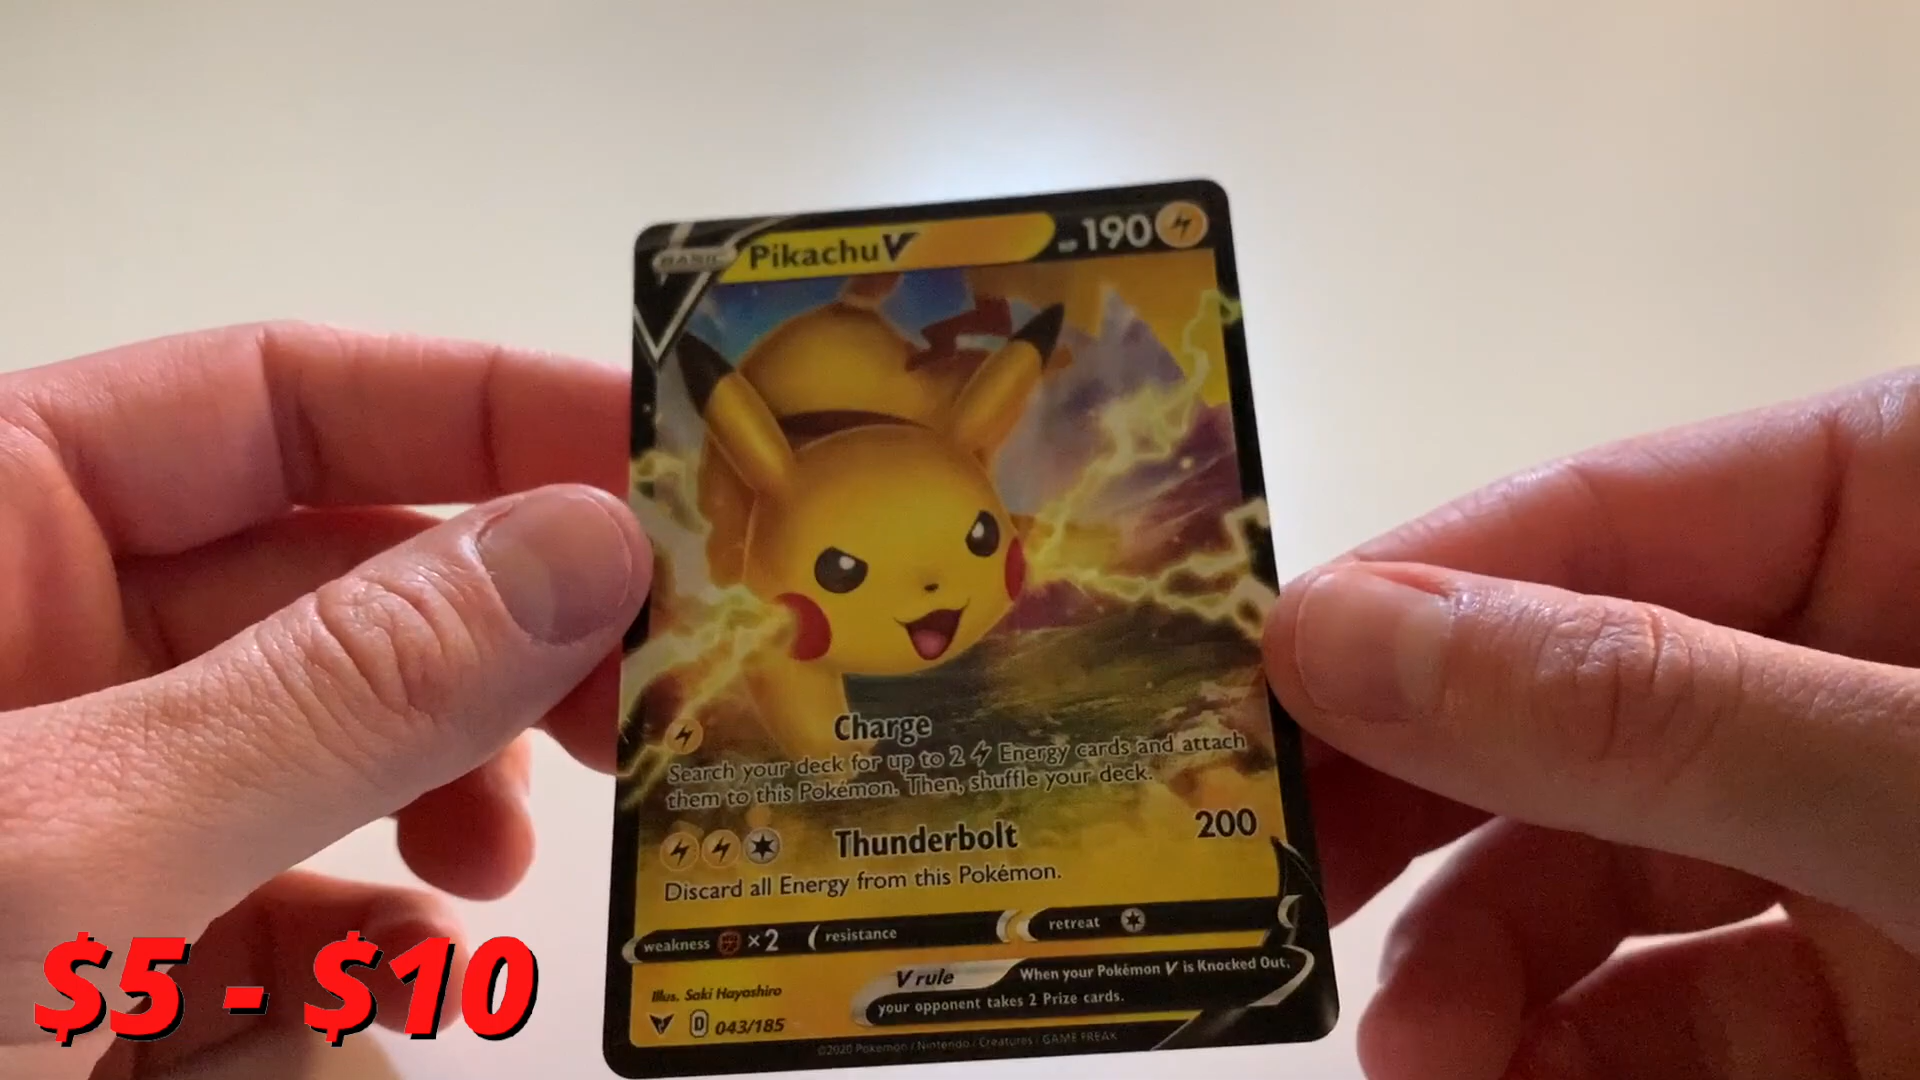 BASIC
Pikachu V
HP 190
Charge
Search your deck for up to 2 Energy cards and attach
them to this Pokémon. Then, shuffle your deck.
Thunderbolt 200
Discard all Energy from this Pokémon.
weakness ×2 resistance retreat
V rule When your Pokémon V is Knocked Out,
your opponent takes 2 Prize cards.
Illus. Saki Hayashiro
D 043/185
©2020 Pokémon / Nintendo / Creatures / GAME FREAK
$5 - $10